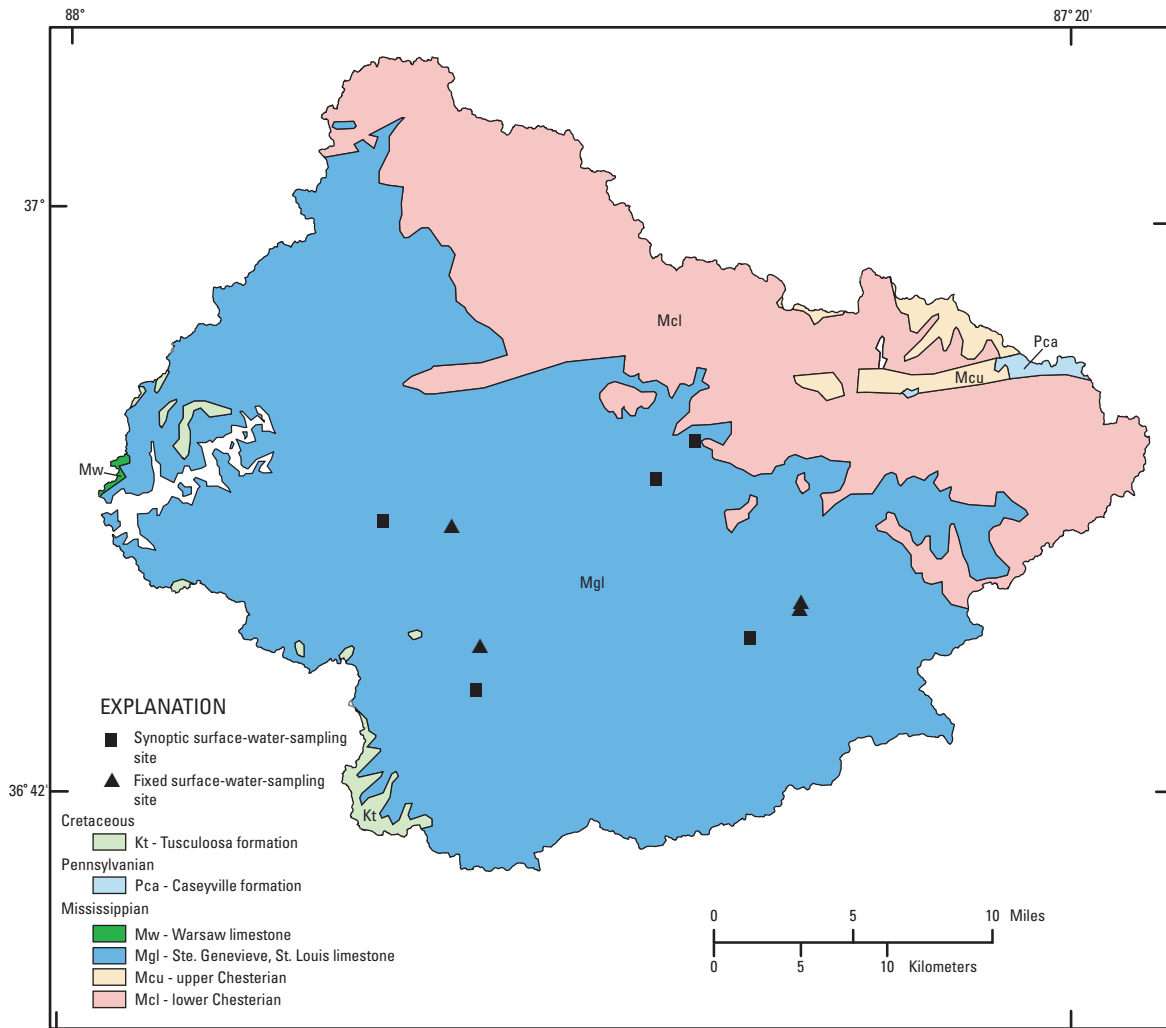 88°
87° 20'
37°
Mcl
Pca
Mcu
Mw
Mgl
EXPLANATION
Synoptic surface-water-sampling
site
Fixed surface-water-sampling
site
36° 42'
Kt
Cretaceous
Kt - Tusculoosa formation
Pennsylvanian
Pca - Caseyville formation
Mississippian
Mw - Warsaw limestone
Mgl - Ste. Genevieve, St. Louis limestone
Mcu - upper Chesterian
Mcl - lower Chesterian
0 5 10 Miles
0 5 10 Kilometers